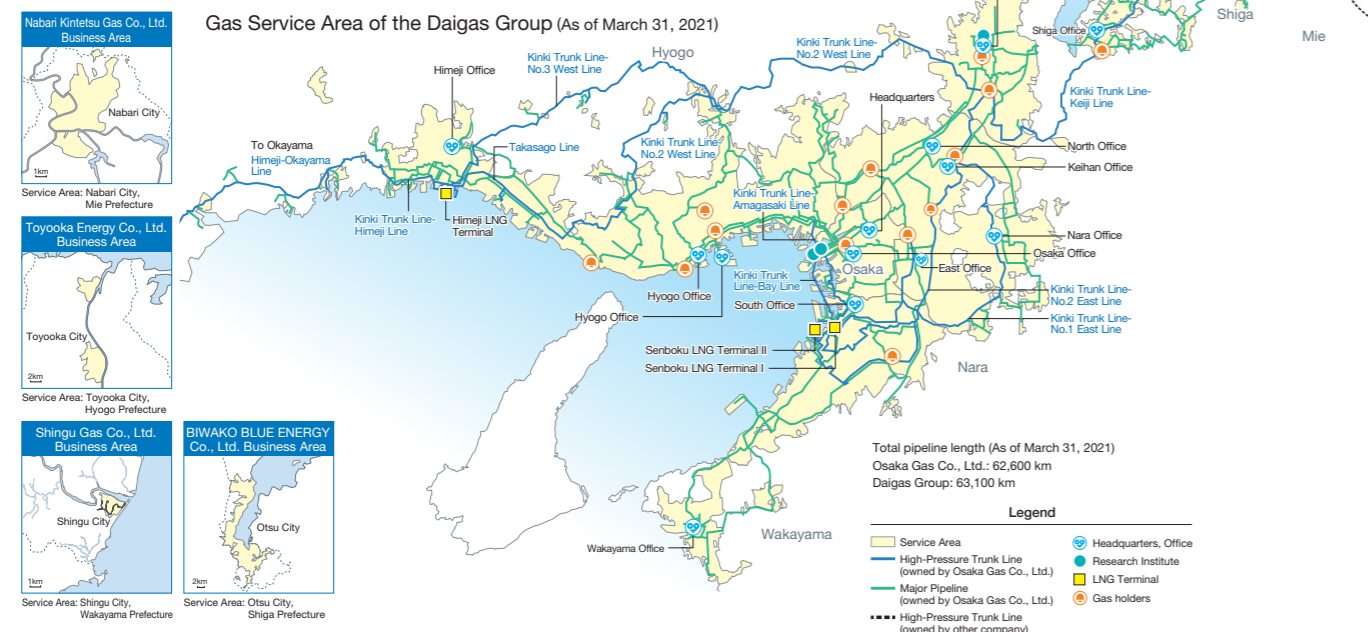 Gas Service Area of the Daigas Group (As of March 31, 2021)
Nabari Kintetsu Gas Co., Ltd.
Business Area
Nabari City
1km
Service Area: Nabari City,
Mie Prefecture
Toyooka Energy Co., Ltd.
Business Area
Toyooka City
2km
Service Area: Toyooka City,
Hyogo Prefecture
Shingu Gas Co., Ltd.
Business Area
Shingu City
1km
Service Area: Shingu City,
Wakayama Prefecture
BIWAKO BLUE ENERGY
Co., Ltd. Business Area
Otsu City
2km
Service Area: Otsu City,
Shiga Prefecture
Shiga
Mie
Shiga Office
Hyogo
Kinki Trunk Line-
No.2 West Line
Kinki Trunk Line-
No.3 West Line
Himeji Office
Headquarters
Kinki Trunk Line-
Keiji Line
To Okayama
Himeji-Okayama
Line
Takasago Line
Kinki Trunk Line-
No.2 West Line
North Office
Keihan Office
Kinki Trunk Line-
Amagasaki Line
Kinki Trunk Line-
Himeji Line
Himeji LNG
Terminal
Nara Office
Osaka Office
Osaka
East Office
Kinki Trunk
Line-Bay Line
Hyogo Office
South Office
Hyogo Office
Kinki Trunk Line-
No.2 East Line
Kinki Trunk Line-
No.1 East Line
Senboku LNG Terminal II
Senboku LNG Terminal I
Nara
Wakayama
Wakayama Office
Total pipeline length (As of March 31, 2021)
Osaka Gas Co., Ltd.: 62,600 km
Daigas Group: 63,100 km
Legend
Service Area
High-Pressure Trunk Line
(owned by Osaka Gas Co., Ltd.)
Major Pipeline
(owned by Osaka Gas Co., Ltd.)
High-Pressure Trunk Line
(owned by other company)
Headquarters, Office
Research Institute
LNG Terminal
Gas holders